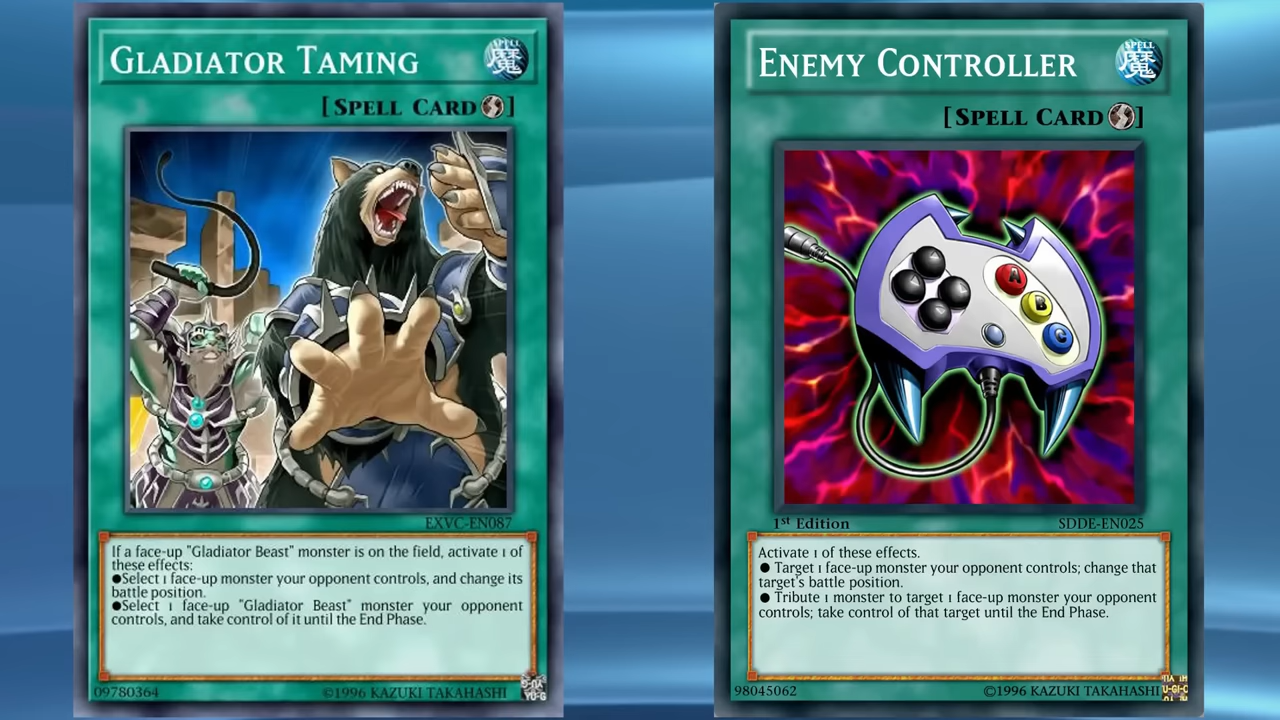 GLADIATOR TAMING
SPELL
魔
[SPELL CARD]
EXVC-EN087
If a face-up "Gladiator Beast" monster is on the field, activate 1 of
these effects:
●Select 1 face-up monster your opponent controls, and change its
battle position.
●Select 1 face-up "Gladiator Beast" monster your opponent
controls, and take control of it until the End Phase.
09780364
©1996 KAZUKI TAKAHASHI
ENEMY CONTROLLER
SPELL
魔
[SPELL CARD]
A
B
C
1st Edition
SDDE-EN025
Activate 1 of these effects.
● Target 1 face-up monster your opponent controls; change that
target's battle position.
● Tribute 1 monster to target 1 face-up monster your opponent
controls; take control of that target until the End Phase.
98045062
©1996 KAZUKI TAKAHASHI